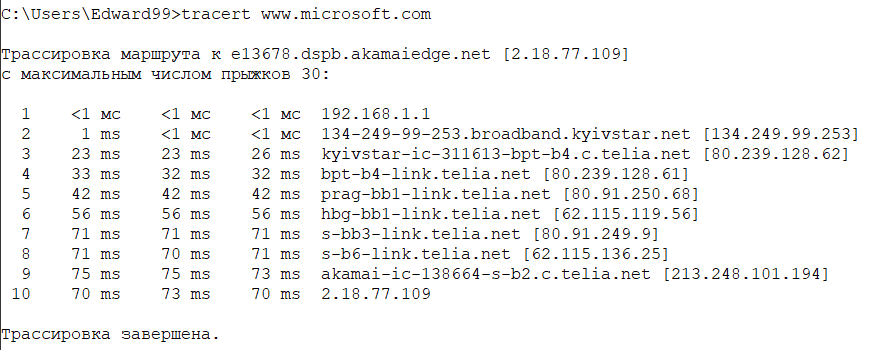 C:\Users\Edward99>tracert www.microsoft.com
Трассировка маршрута к e13678.dspb.akamaiedge.net [2.18.77.109]
с максимальным числом прыжков 30:
1 <1 мс <1 мс <1 мс 192.168.1.1
2 1 ms <1 мс <1 мс 134-249-99-253.broadband.kyivstar.net [134.249.99.253]
3 23 ms 23 ms 26 ms kyivstar-ic-311613-bpt-b4.c.telia.net [80.239.128.62]
4 33 ms 32 ms 32 ms bpt-b4-link.telia.net [80.239.128.61]
5 42 ms 42 ms 42 ms prag-bb1-link.telia.net [80.91.250.68]
6 56 ms 56 ms 56 ms hbg-bb1-link.telia.net [62.115.119.56]
7 71 ms 71 ms 71 ms s-bb3-link.telia.net [80.91.249.9]
8 71 ms 70 ms 71 ms s-b6-link.telia.net [62.115.136.25]
9 75 ms 75 ms 73 ms akamai-ic-138664-s-b2.c.telia.net [213.248.101.194]
10 70 ms 73 ms 70 ms 2.18.77.109
Трассировка завершена.